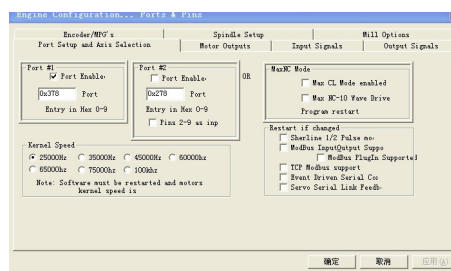 Engine Configuration... Ports & Pins
Encoder/MPG's Spindle Setup Mill Options
Port Setup and Axis Selection Motor Outputs Input Signals Output Signals
Port #1
Port Enable
0x378 Port
Entry in Hex 0-9
Port #2
Port Enable
0x278 Port
Entry in Hex 0-9
Pins 2-9 as inp
OR
MaxNC Mode
Max CL Mode enabled
Max NC-10 Wave Drive
Program restart
Kernel Speed
25000Hz 35000Hz 45000Hz 60000hz
65000hz 75000hz 100khz
Note: Software must be restarted and motors
kernel speed is
Restart if changed
Sherline 1/2 Pulse mo
ModBus InputOutput Suppo
ModBus PlugIn Supported
TCP Modbus support
Event Driven Serial Co
Servo Serial Link Feedb
确定 取消 应用(A)